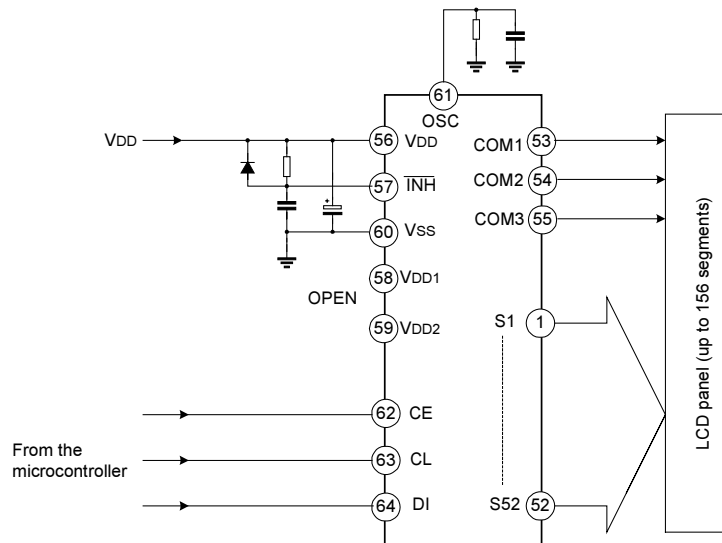 61
OSC
VDD
56
VDD
57
INH
60
VSS
58
VDD1
OPEN
59
VDD2
62
CE
From the
microcontroller
63
CL
64
DI
COM1
53
COM2
54
COM3
55
S1
1
S52
52
LCD panel (up to 156 segments)
+